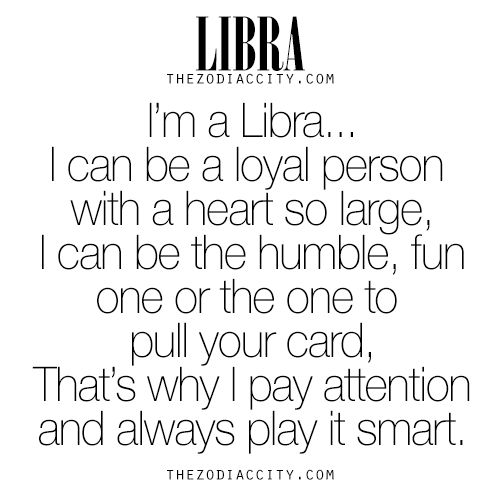 LIBRA
THEZODIACCITY.COM
I'm a Libra...
I can be a loyal person
with a heart so large,
I can be the humble, fun
one or the one to
pull your card,
That's why I pay attention
and always play it smart.
THEZODIACCITY.COM